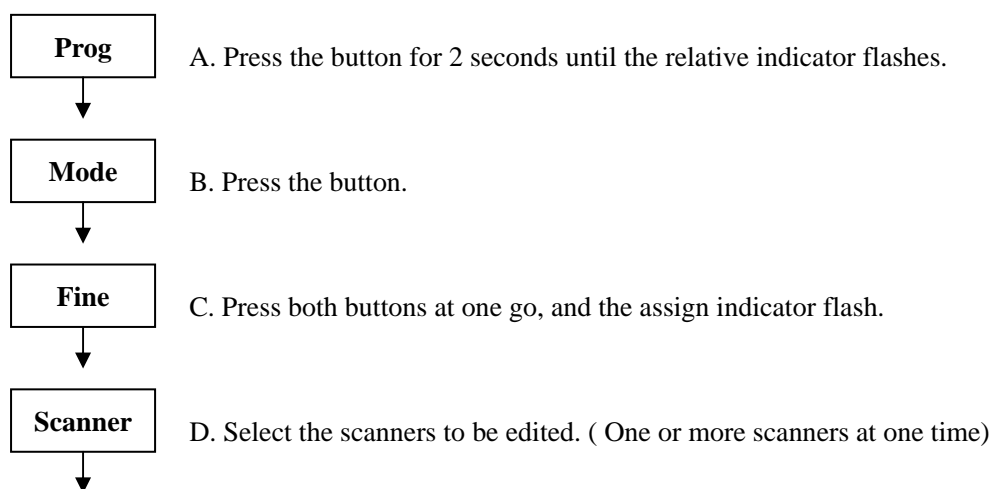 Prog
A. Press the button for 2 seconds until the relative indicator flashes.
Mode
B. Press the button.
Fine
C. Press both buttons at one go, and the assign indicator flash.
Scanner
D. Select the scanners to be edited. ( One or more scanners at one time)